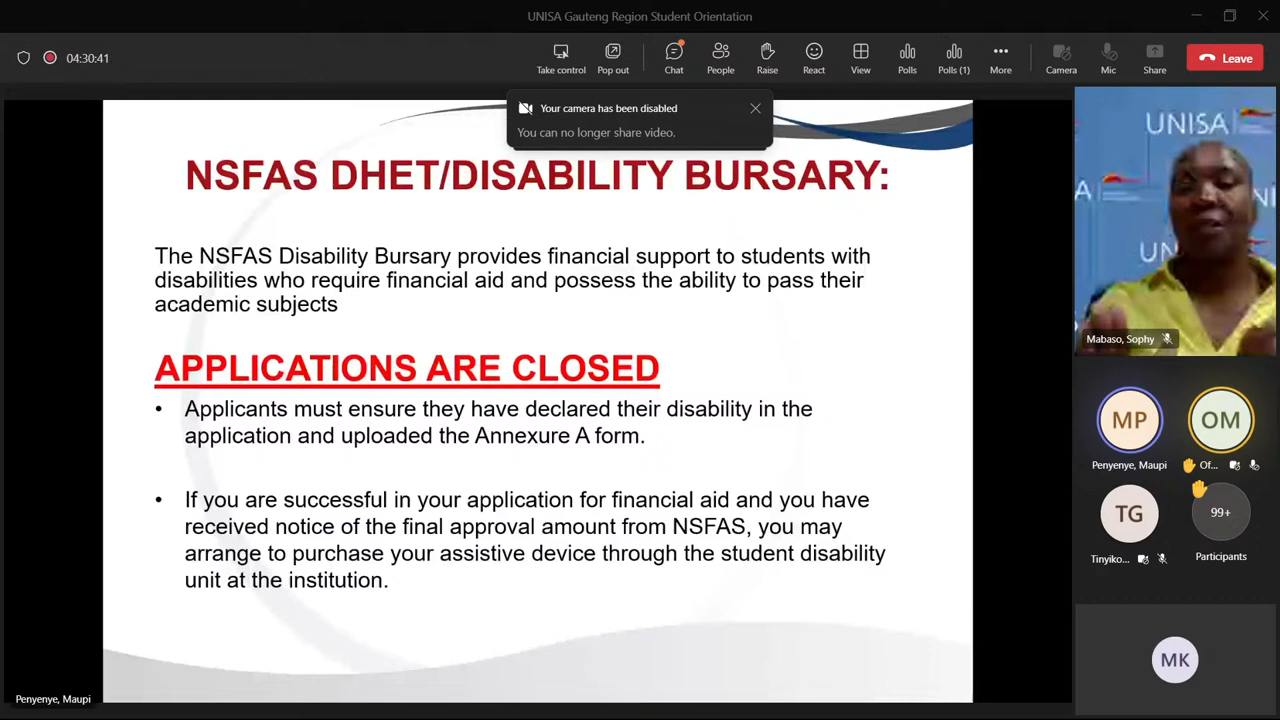 UNISA Gauteng Region Student Orientation
04:30:41
Take control
Pop out
Chat
People
Raise
React
View
Polls
Polls (1)
More
Camera
Mic
Share
Leave
Your camera has been disabled
You can no longer share video.
NSFAS DHET/DISABILITY BURSARY:
The NSFAS Disability Bursary provides financial support to students with
disabilities who require financial aid and possess the ability to pass their
academic subjects
APPLICATIONS ARE CLOSED
• Applicants must ensure they have declared their disability in the
application and uploaded the Annexure A form.
• If you are successful in your application for financial aid and you have
received notice of the final approval amount from NSFAS, you may
arrange to purchase your assistive device through the student disability
unit at the institution.
Penyenye, Maupi
UNISA
A
NI
UNIS
Mabaso, Sophy
MP
OM
Penyenye, Maupi
Of...
TG
99+
Tinyiko...
Participants
MK